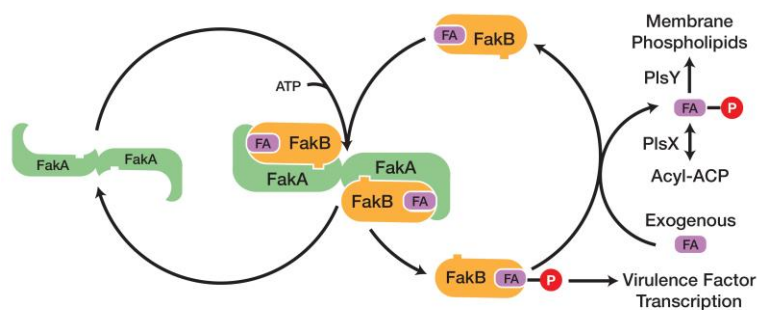 Membrane
Phospholipids
PlsY
FA
P
PlsX
Acyl-ACP
Exogenous
FA
FA
FakB
ATP
FakA
FakA
FA
FakB
FakA
FakA
FakB
FA
FakB
FA
P
Virulence Factor
Transcription